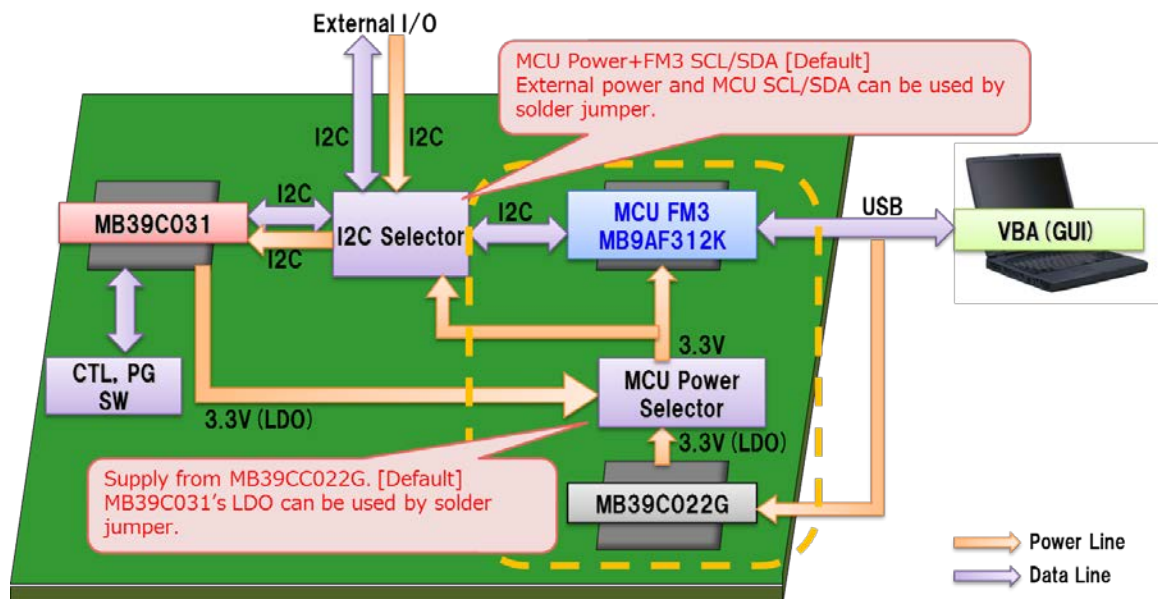 External I/O
MCU Power+FM3 SCL/SDA [Default]
External power and MCU SCL/SDA can be used by
solder jumper.
I2C
I2C
I2C
I2C
I2C
MB39C031
I2C Selector
MCU FM3
MB9AF312K
USB
VBA (GUI)
CTL, PG
SW
3.3V
MCU Power
Selector
3.3V (LDO)
3.3V (LDO)
Supply from MB39CC022G. [Default]
MB39C031's LDO can be used by solder
jumper.
MB39C022G
Power Line
Data Line